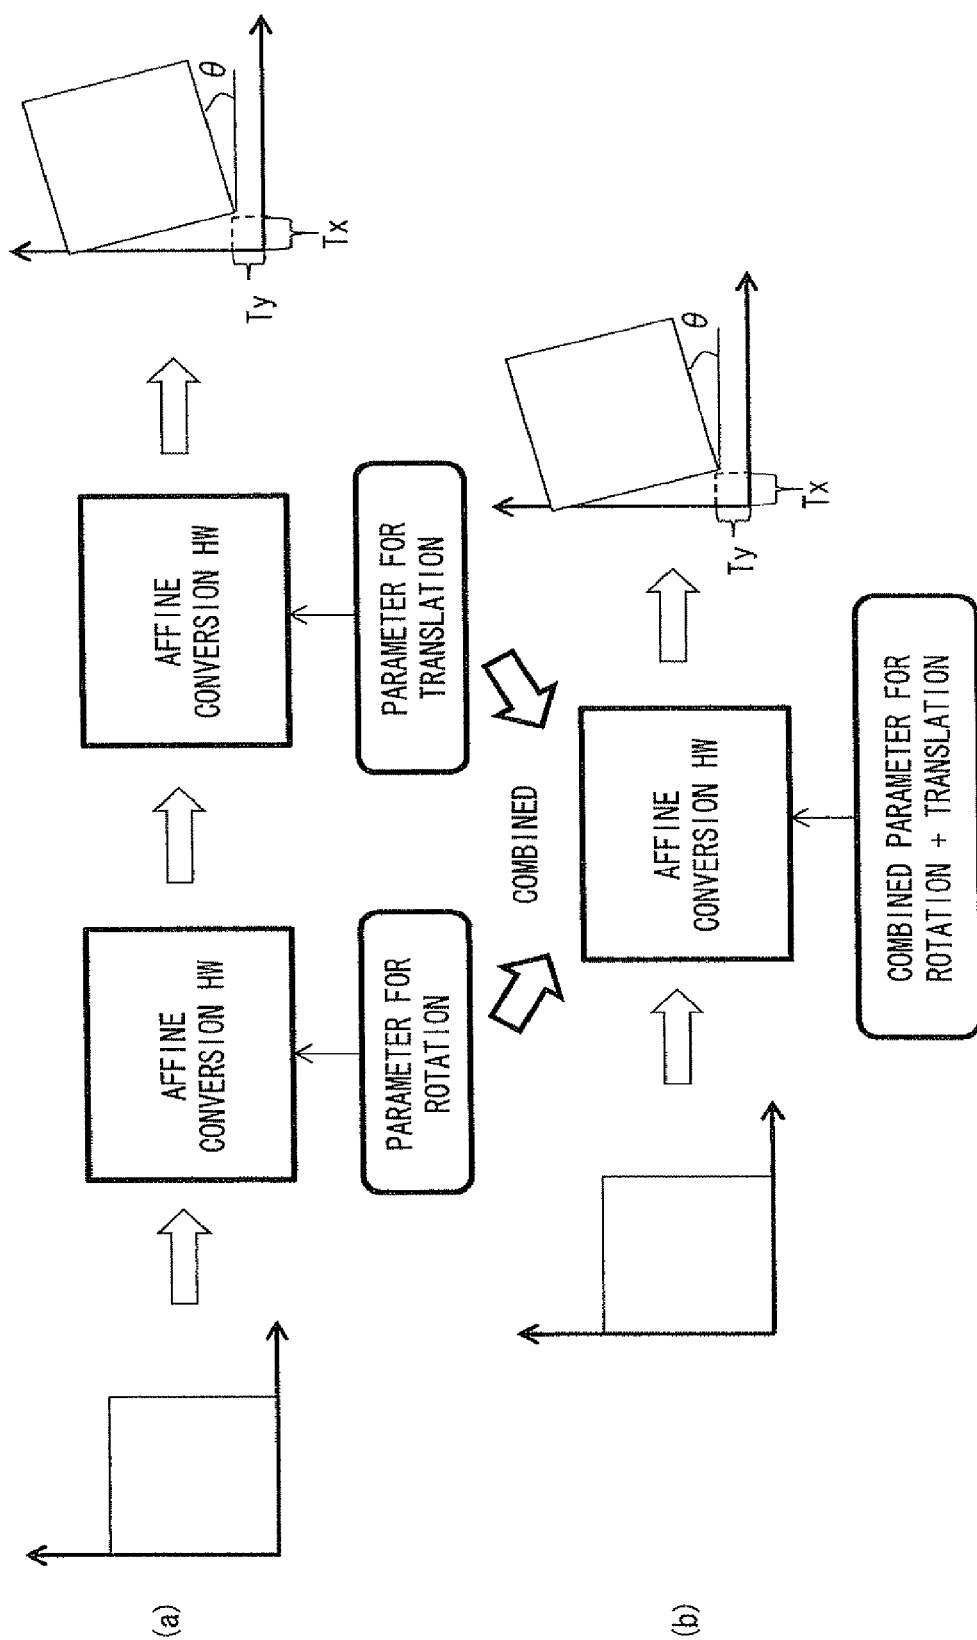 (a)
AFFINE
CONVERSION HW
PARAMETER FOR
ROTATION
AFFINE
CONVERSION HW
PARAMETER FOR
TRANSLATION
Ty
Tx
θ
COMBINED
(b)
AFFINE
CONVERSION HW
COMBINED PARAMETER FOR
ROTATION + TRANSLATION
Ty
Tx
θ